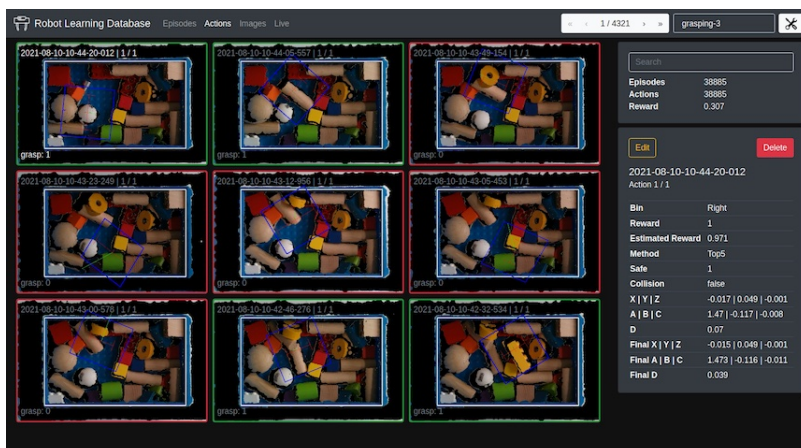 Robot Learning Database Episodes Actions Images Live « ‹ 1 / 4321 › » grasping-3
2021-08-10-10-44-20-012 | 1 / 1
grasp: 1
2021-08-10-10-44-05-557 | 1 / 1
grasp: 1
2021-08-10-10-43-49-154 | 1 / 1
grasp: 0
2021-08-10-10-43-23-249 | 1 / 1
grasp: 0
2021-08-10-10-43-12-956 | 1 / 1
grasp: 1
2021-08-10-10-43-05-453 | 1 / 1
grasp: 0
2021-08-10-10-43-00-578 | 1 / 1
grasp: 0
2021-08-10-10-42-46-276 | 1 / 1
grasp: 1
2021-08-10-10-42-32-534 | 1 / 1
grasp: 1
Search
Episodes 38885
Actions 38885
Reward 0.307
Edit Delete
2021-08-10-10-44-20-012
Action 1 / 1
Bin Right
Reward 1
Estimated Reward 0.971
Method Top5
Safe 1
Collision false
X | Y | Z -0.017 | 0.049 | -0.001
A | B | C 1.47 | -0.117 | -0.008
D 0.07
Final X | Y | Z -0.015 | 0.049 | -0.001
Final A | B | C 1.473 | -0.116 | -0.011
Final D 0.039